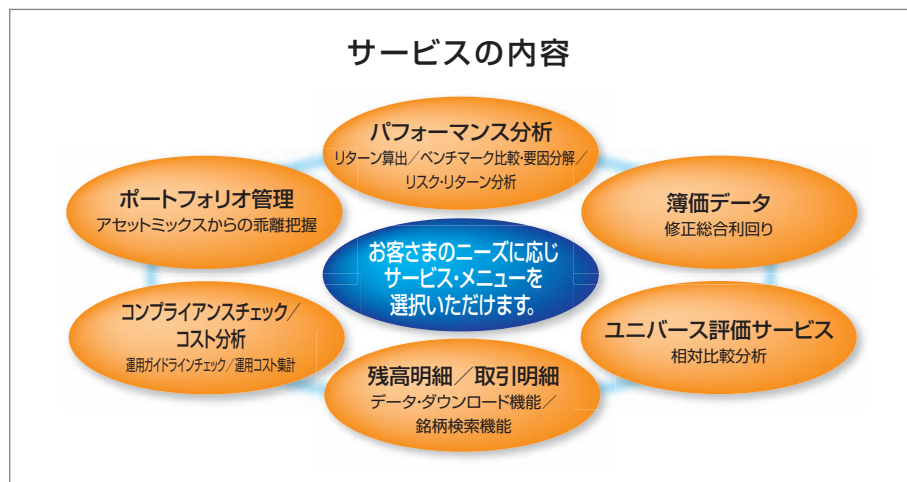 サービスの内容
パフォーマンス分析
リターン算出／ベンチマーク比較・要因分解／
リスク・リターン分析
ポートフォリオ管理
アセットミックスからの乖離把握
簿価データ
修正総合利回り
お客さまのニーズに応じ
サービス・メニューを
選択いただけます。
コンプライアンスチェック／
コスト分析
運用ガイドラインチェック／運用コスト集計
ユニバース評価サービス
相対比較分析
残高明細／取引明細
データ・ダウンロード機能／
銘柄検索機能